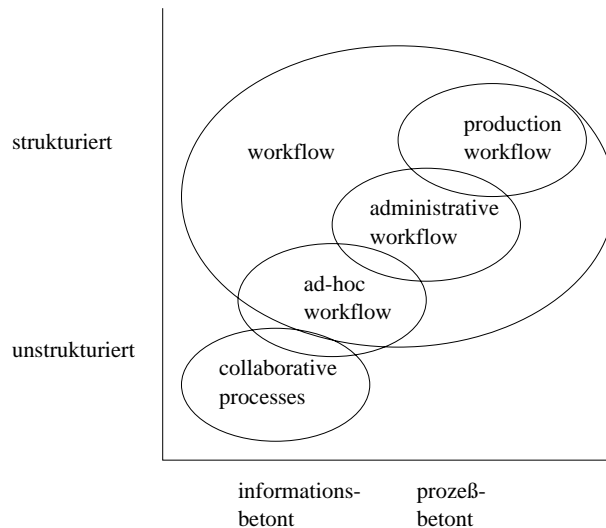 production
strukturiert
workflow
workflow
administrative
workflow
ad-hoc
workflow
unstrukturiert
collaborative
processes
informations-
betont
prozeß-
betont